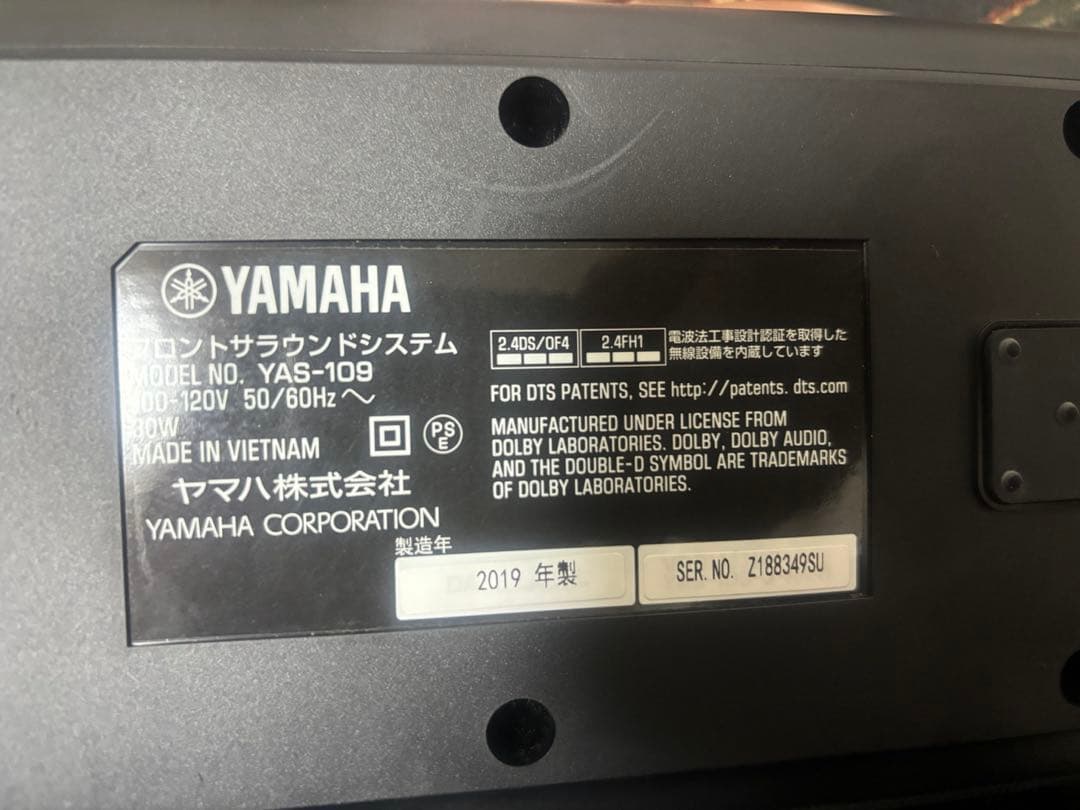 YAMAHA
フロントサラウンドシステム
MODEL NO. YAS-109
100-120V 50/60Hz ～
30W
MADE IN VIETNAM
PS
E
ヤマハ株式会社
YAMAHA CORPORATION
2.4DS/OF4
2.4FH1
電波法工事設計認証を取得した
無線設備を内蔵しています
FOR DTS PATENTS, SEE http://patents.dts.com
MANUFACTURED UNDER LICENSE FROM
DOLBY LABORATORIES. DOLBY, DOLBY AUDIO,
AND THE DOUBLE-D SYMBOL ARE TRADEMARKS
OF DOLBY LABORATORIES.
製造年
2019 年製
SER. NO. Z188349SU